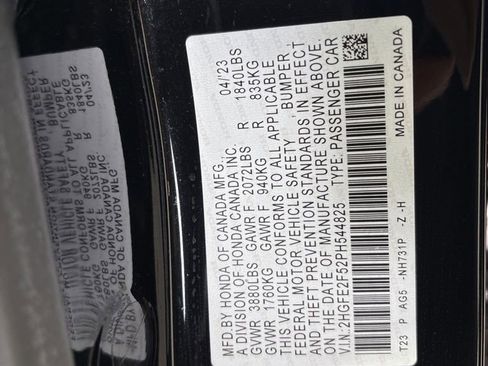 MFD.BY HONDA OF CANADA MFG., 04/23
A DIVISION OF HONDA CANADA INC.
GVWR 3880LBS GAWR F 2072LBS R 1840LBS
GVWR 1760KG GAWR F 940KG R 835KG
THIS VEHICLE CONFORMS TO ALL APPLICABLE
FEDERAL MOTOR VEHICLE SAFETY BUMPER,
AND THEFT PREVENTION STANDARDS IN EFFECT
ON THE DATE OF MANUFACTURE SHOWN ABOVE.
V.I.N.:2HGFE2F52PH544825 TYPE: PASSENGER CAR
T23 P AG5 -NH731P -Z -H MADE IN CANADA